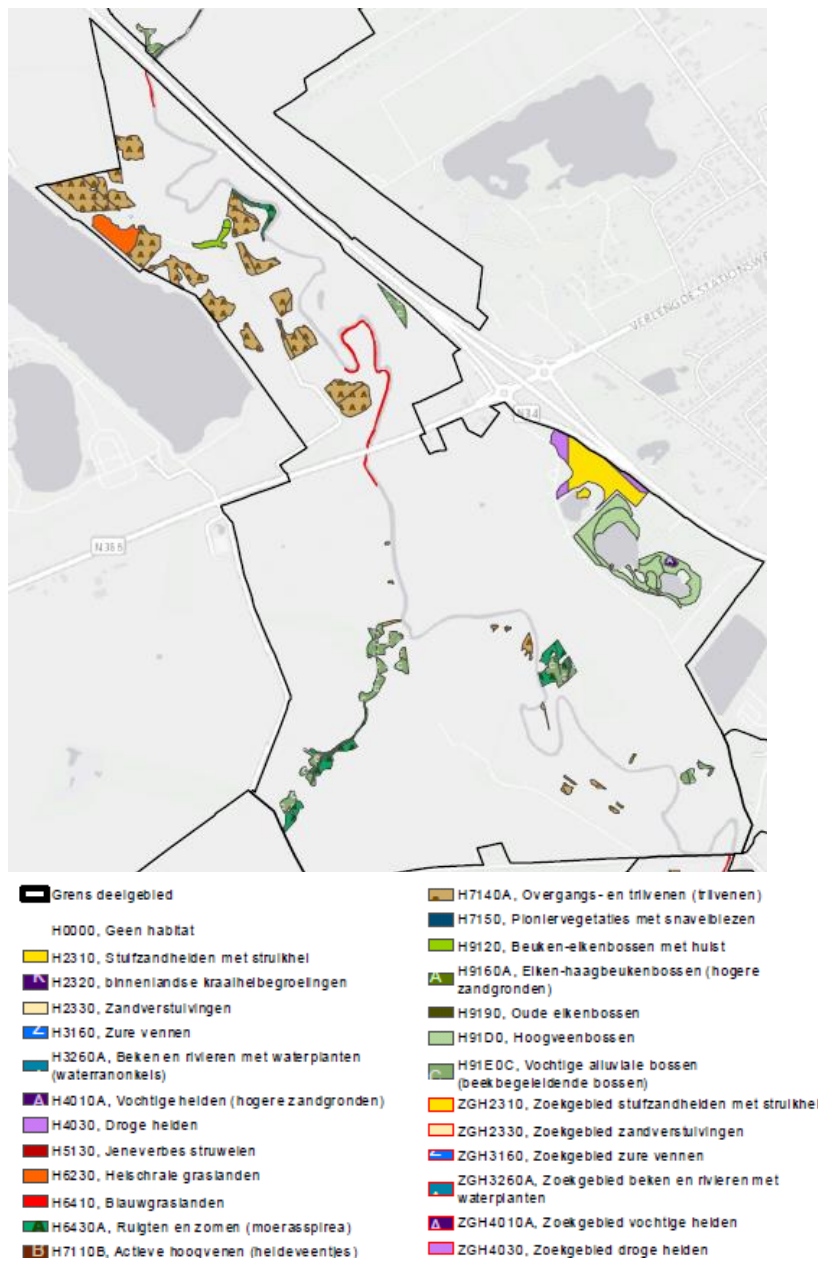 VERLENGDE STATIONSWE
N34
N386
Grens deelgebied
H0000, Geen habitat
H2310, Stuifzandheiden met struikhei
H2320, binnenlandse kraaiheibegroeiingen
H2330, Zandverstuivingen
H3160, Zure vennen
H3260A, Beken en rivieren met waterplanten
(waterranonkels)
H4010A, Vochtige heiden (hogere zandgronden)
H4030, Droge heiden
H5130, Jeneverbes struwelen
H6230, Heischrale graslanden
H6410, Blauwgraslanden
H6430A, Ruigten en zomen (moerasspirea)
H7110B, Actieve hoogvenen (heideveentjes)
H7140A, Overgangs- en trilvenen (trilvenen)
H7150, Pioniervegetaties met snavelbiezen
H9120, Beuken-eikenbossen met hulst
H9160A, Eiken-haagbeukenbossen (hogere
zandgronden)
H9190, Oude eikenbossen
H91D0, Hoogveenbossen
H91E0C, Vochtige alluviale bossen
(beekbegeleidende bossen)
ZGH2310, Zoekgebied stuifzandheiden met struikhei
ZGH2330, Zoekgebied zandverstuivingen
ZGH3160, Zoekgebied zure vennen
ZGH3260A, Zoekgebied beken en rivieren met
waterplanten
ZGH4010A, Zoekgebied vochtige heiden
ZGH4030, Zoekgebied droge heiden